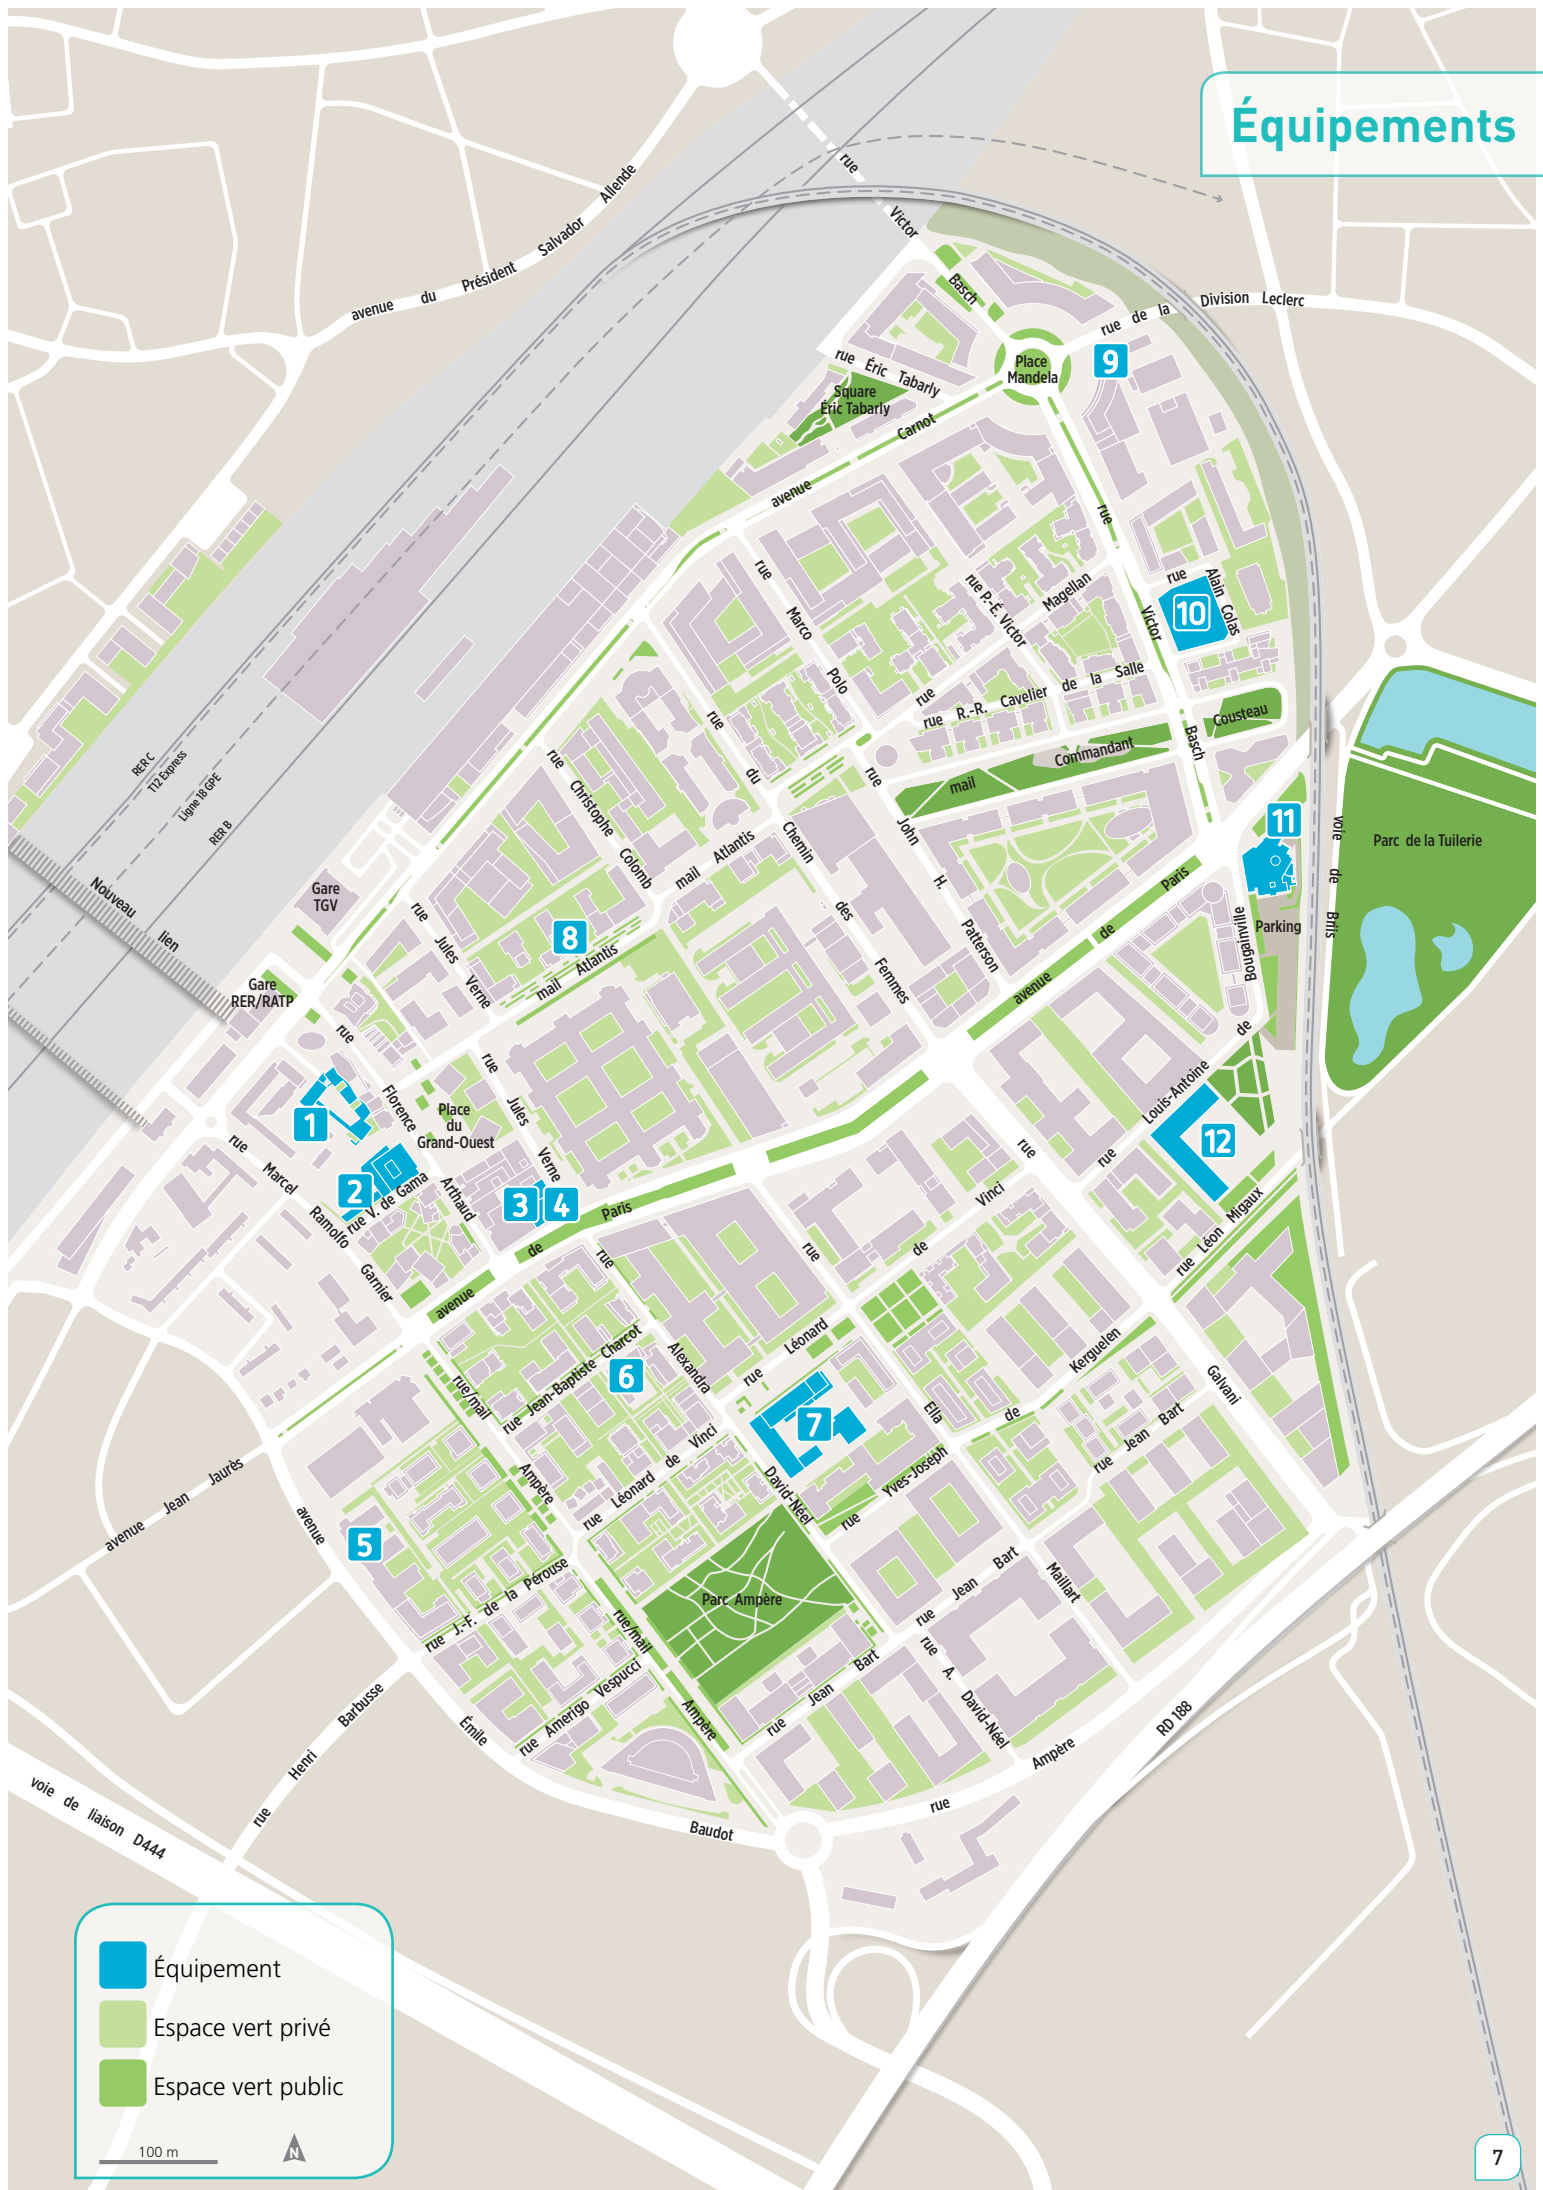 Équipements
avenue du Président Salvador Allende
rue Victor Basch
rue de la Division Leclerc
Place
Mandela
9
rue Éric Tabarly
Square
Éric Tabarly
avenue Carnot
rue Victor Basch
rue Alain Colas
10
rue Marco Polo
rue P.-É. Victor
rue Magellan
rue R.-R. Cavelier de la Salle
mail Commandant Cousteau
rue du Chemin des Femmes
rue Christophe Colomb
rue John H. Patterson
mail Atlantis
RER C
T12 Express
Ligne 18 GPE
RER B
11
voie de Briis
Parc de la Tuilerie
Parking
Nouveau lien
Gare
TGV
Gare
RER/RATP
rue Jules Verne
8
mail Atlantis
avenue de Paris
rue Louis-Antoine de Bougainville
12
rue Florence Arthaud
1
Place
du
Grand-Ouest
rue Jules Verne
2
rue V. de Gama
3
4
rue Marcel Ramolfo Garnier
avenue de Paris
rue Léonard de Vinci
rue Léon Migaux
rue Galvani
rue Ella Maillart
rue Alexandra David-Néel
rue Jean-Baptiste Charcot
6
rue/mail Ampère
7
rue Léonard de Vinci
rue Yves-Joseph de Kerguelen
rue Jean Bart
avenue Jean Jaurès
5
rue J.-F. de la Pérouse
Parc Ampère
rue Jean Bart
rue/mail Ampère
rue Amerigo Vespucci
rue Jean Bart
rue A. David-Néel
rue Ampère
RD 188
avenue Émile Baudot
rue Henri Barbusse
voie de liaison D444
Équipement
Espace vert privé
Espace vert public
100 m
N
7